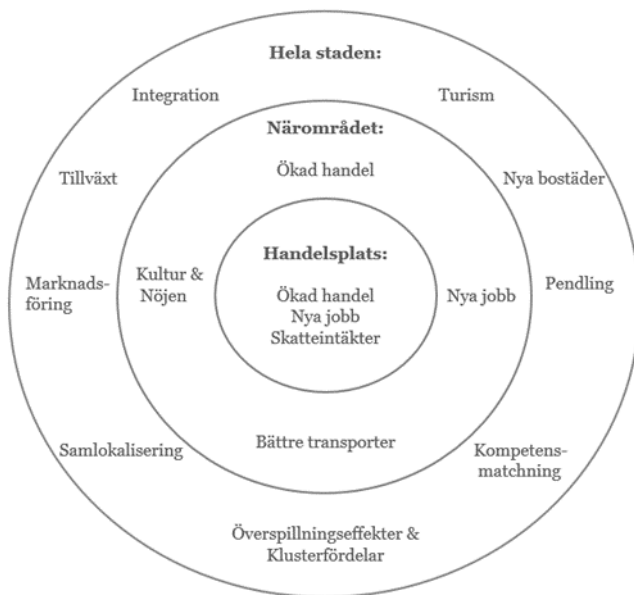 Hela staden:
Integration
Turism
Närområdet:
Ökad handel
Tillväxt
Nya bostäder
Handelsplats:
Ökad handel
Nya jobb
Skatteintäkter
Marknads-
föring
Kultur &
Nöjen
Nya jobb
Pendling
Samlokalisering
Bättre transporter
Kompetens-
matchning
Överspillningseffekter &
Klusterfördelar